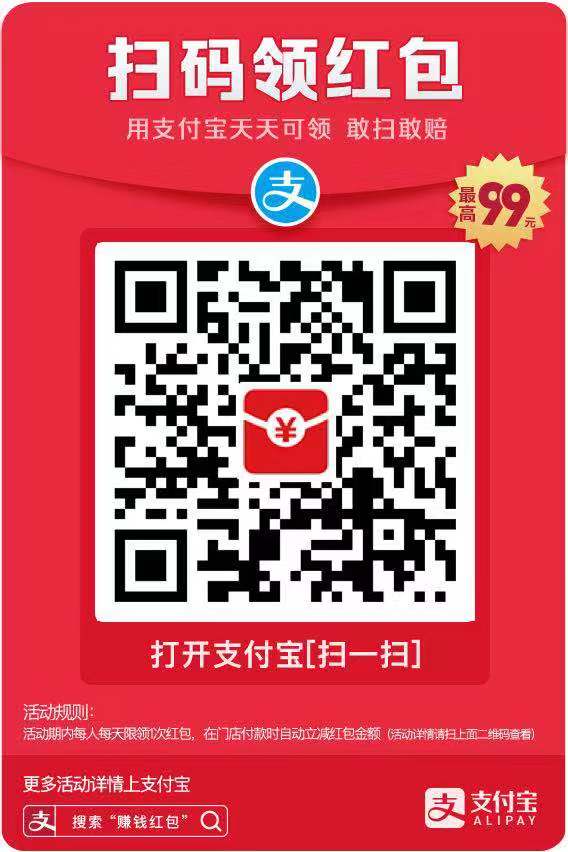 扫码领红包
用支付宝天天可领 敢扫敢赔
支
最高99元
¥
打开支付宝[扫一扫]
活动规则：
活动期内每人每天限领1次红包，在门店付款时自动立减红包金额（活动详情请扫上面二维码查看）
更多活动详情上支付宝
支 搜索“赚钱红包”
支 支付宝
ALIPAY